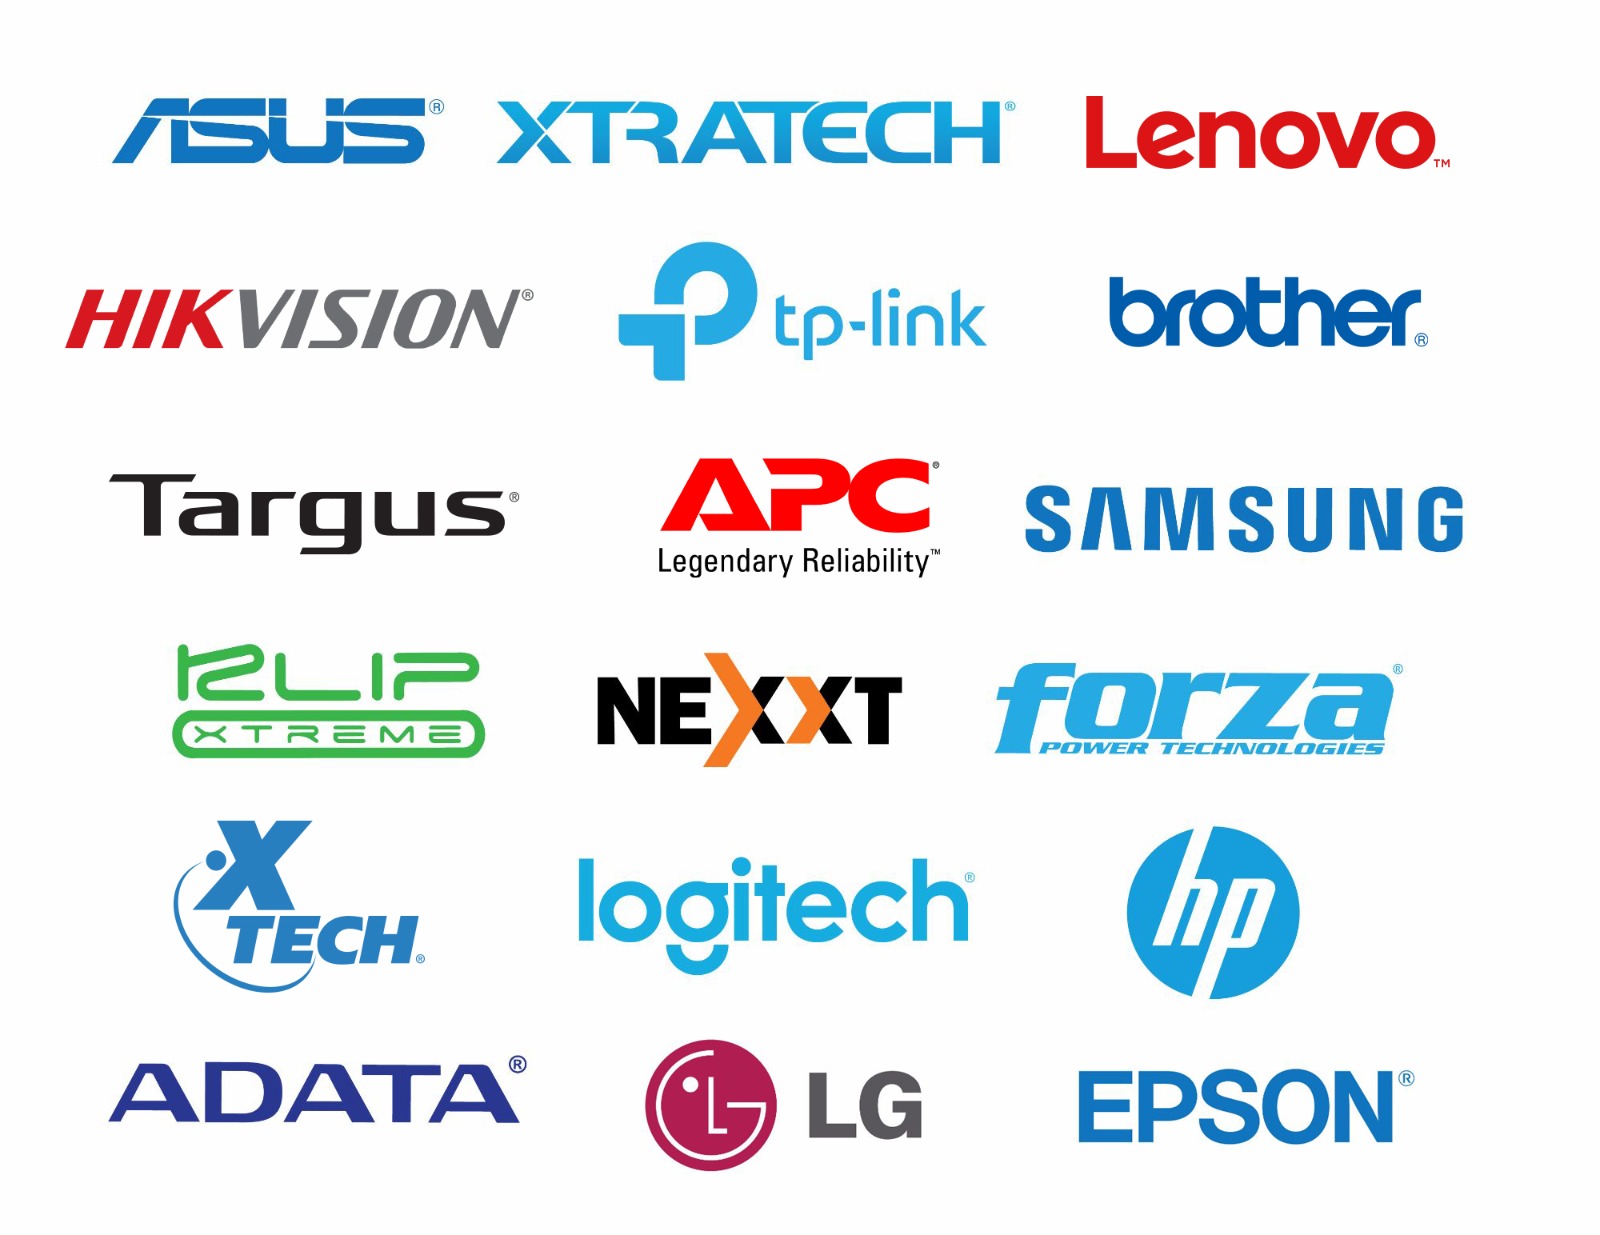 ASUS®
XTRATECH®
Lenovo™
HIKVISION®
tp-link
brother®
Targus®
APC®
Legendary Reliability™
SAMSUNG
KLIP
XTREME
NEXXT
forza®
POWER TECHNOLOGIES
X
TECH®
logitech®
hp
ADATA®
LG
EPSON®